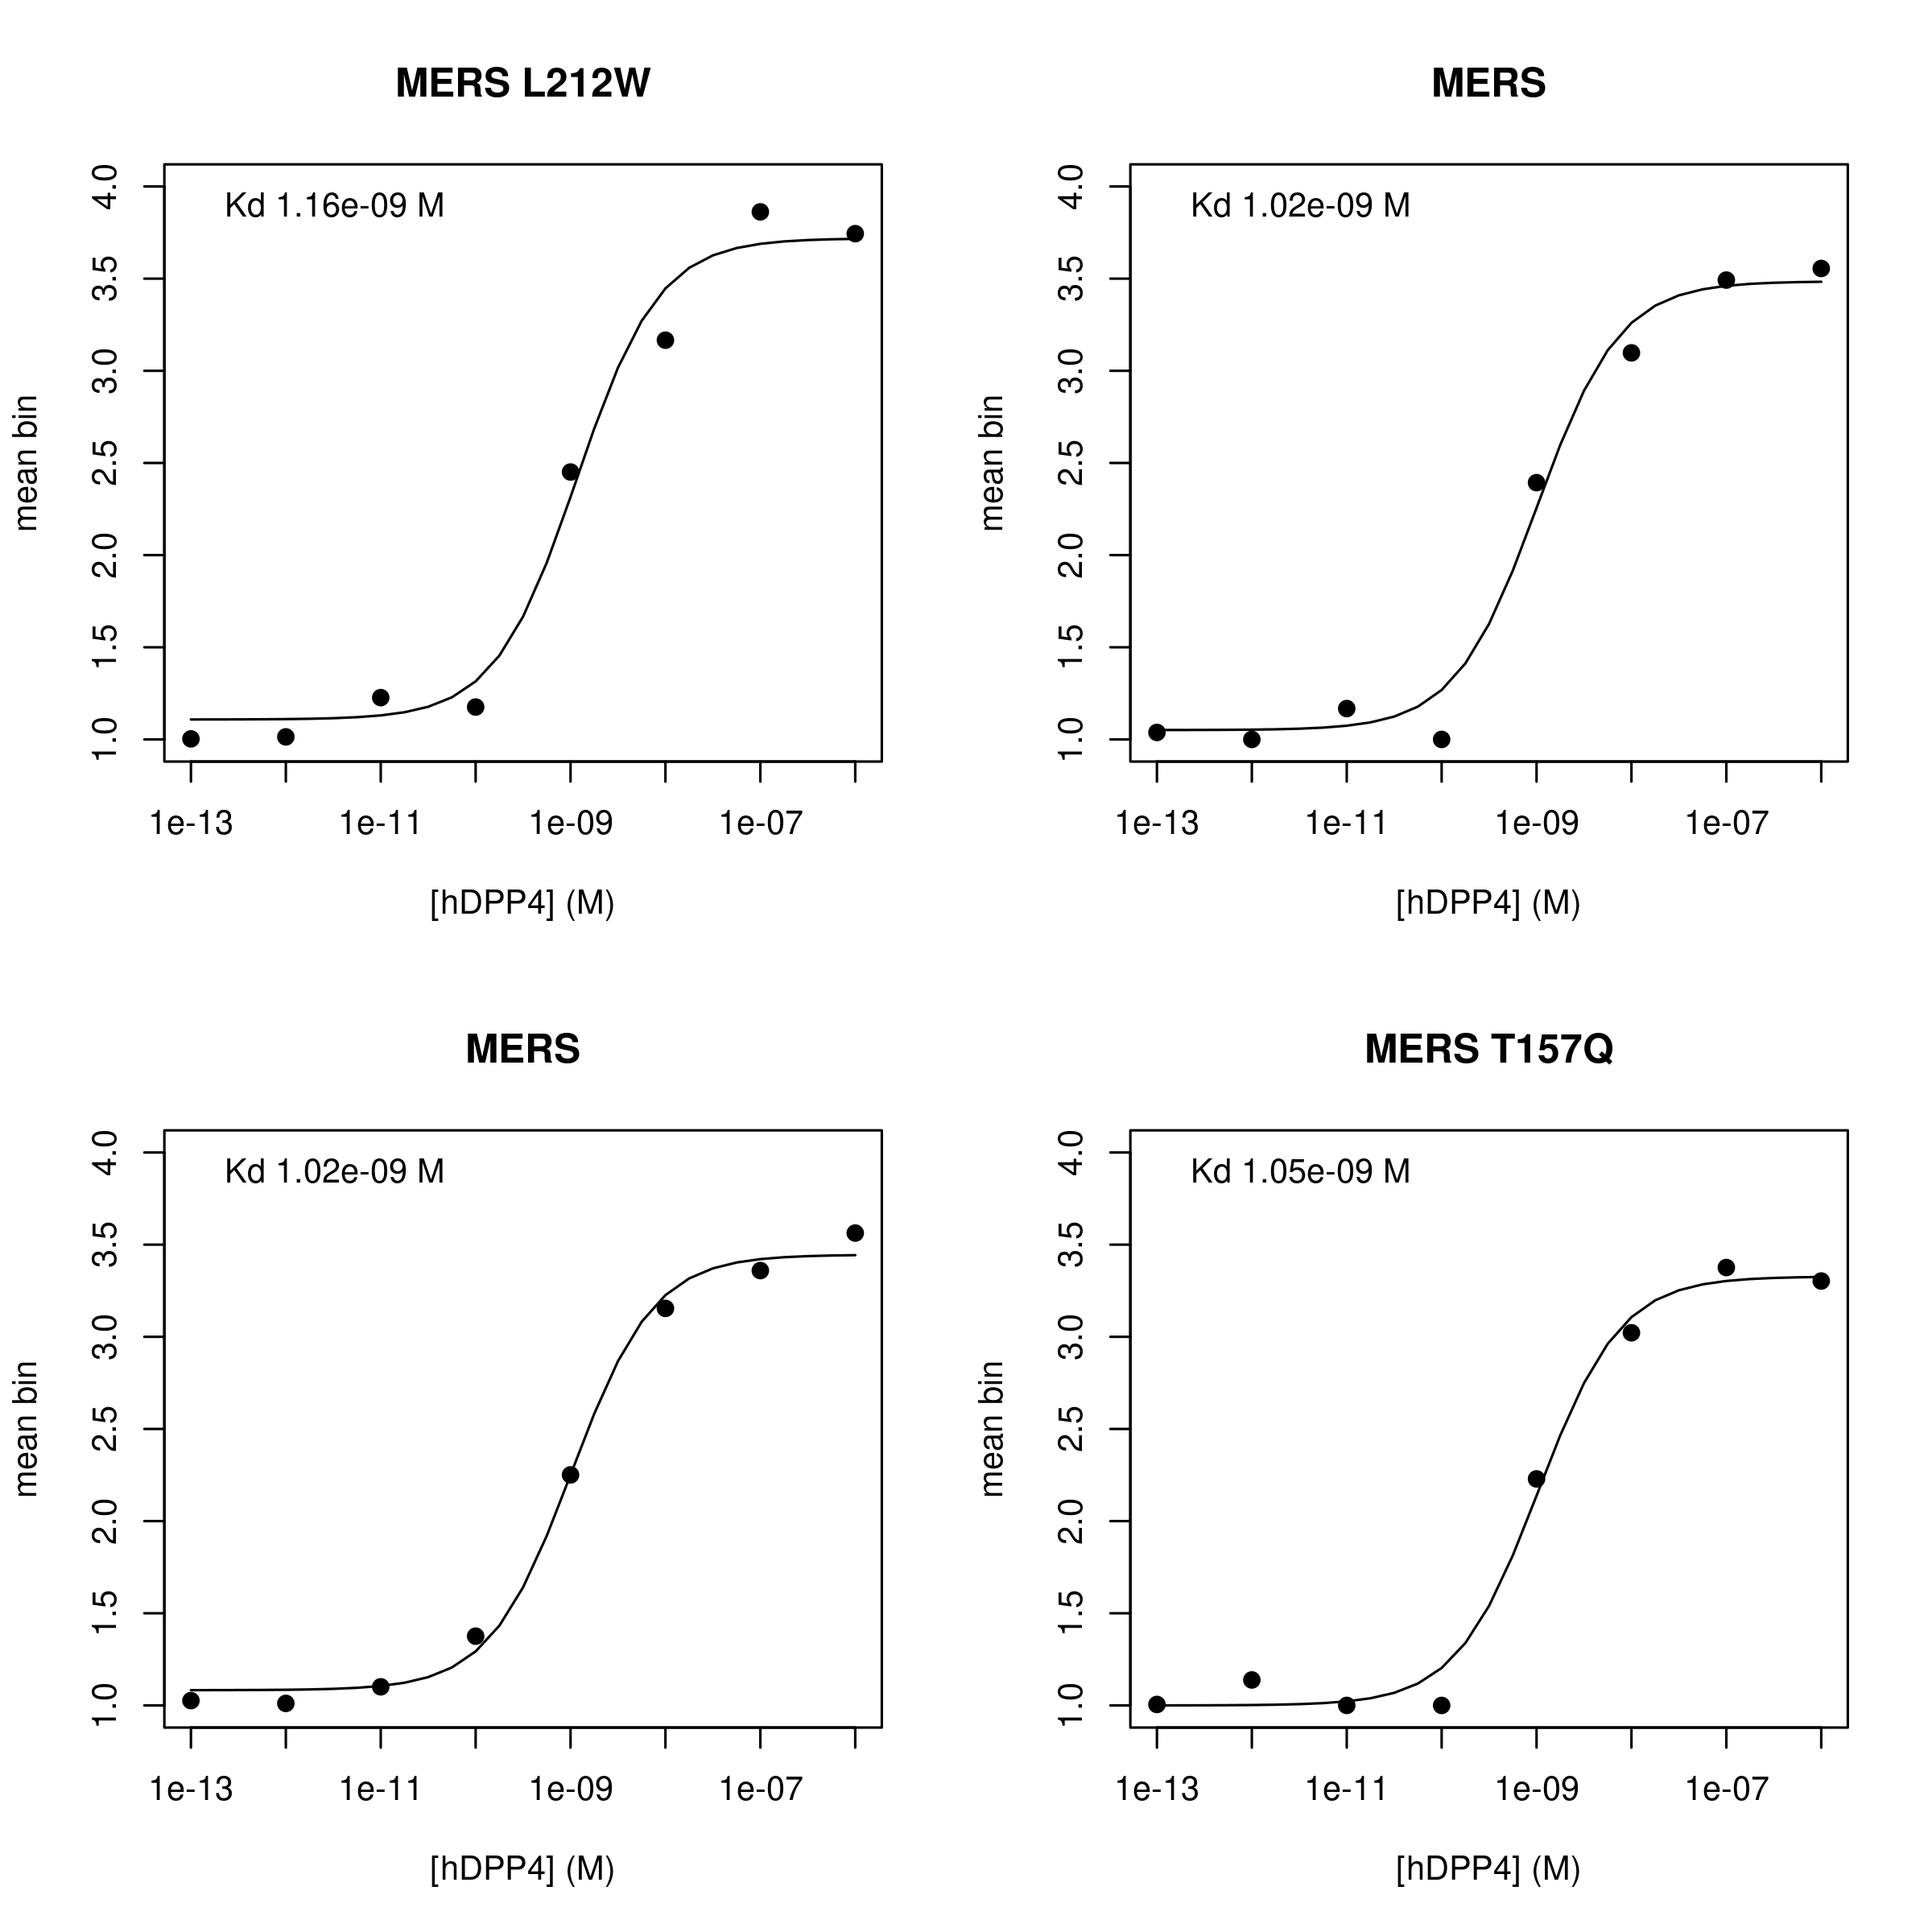 MERS L212W
Kd 1.16e-09 M
mean bin
4.0
3.5
3.0
2.5
2.0
1.5
1.0
1e-13 1e-11 1e-09 1e-07
[hDPP4] (M)
MERS
Kd 1.02e-09 M
mean bin
4.0
3.5
3.0
2.5
2.0
1.5
1.0
1e-13 1e-11 1e-09 1e-07
[hDPP4] (M)
MERS
Kd 1.02e-09 M
mean bin
4.0
3.5
3.0
2.5
2.0
1.5
1.0
1e-13 1e-11 1e-09 1e-07
[hDPP4] (M)
MERS T157Q
Kd 1.05e-09 M
mean bin
4.0
3.5
3.0
2.5
2.0
1.5
1.0
1e-13 1e-11 1e-09 1e-07
[hDPP4] (M)